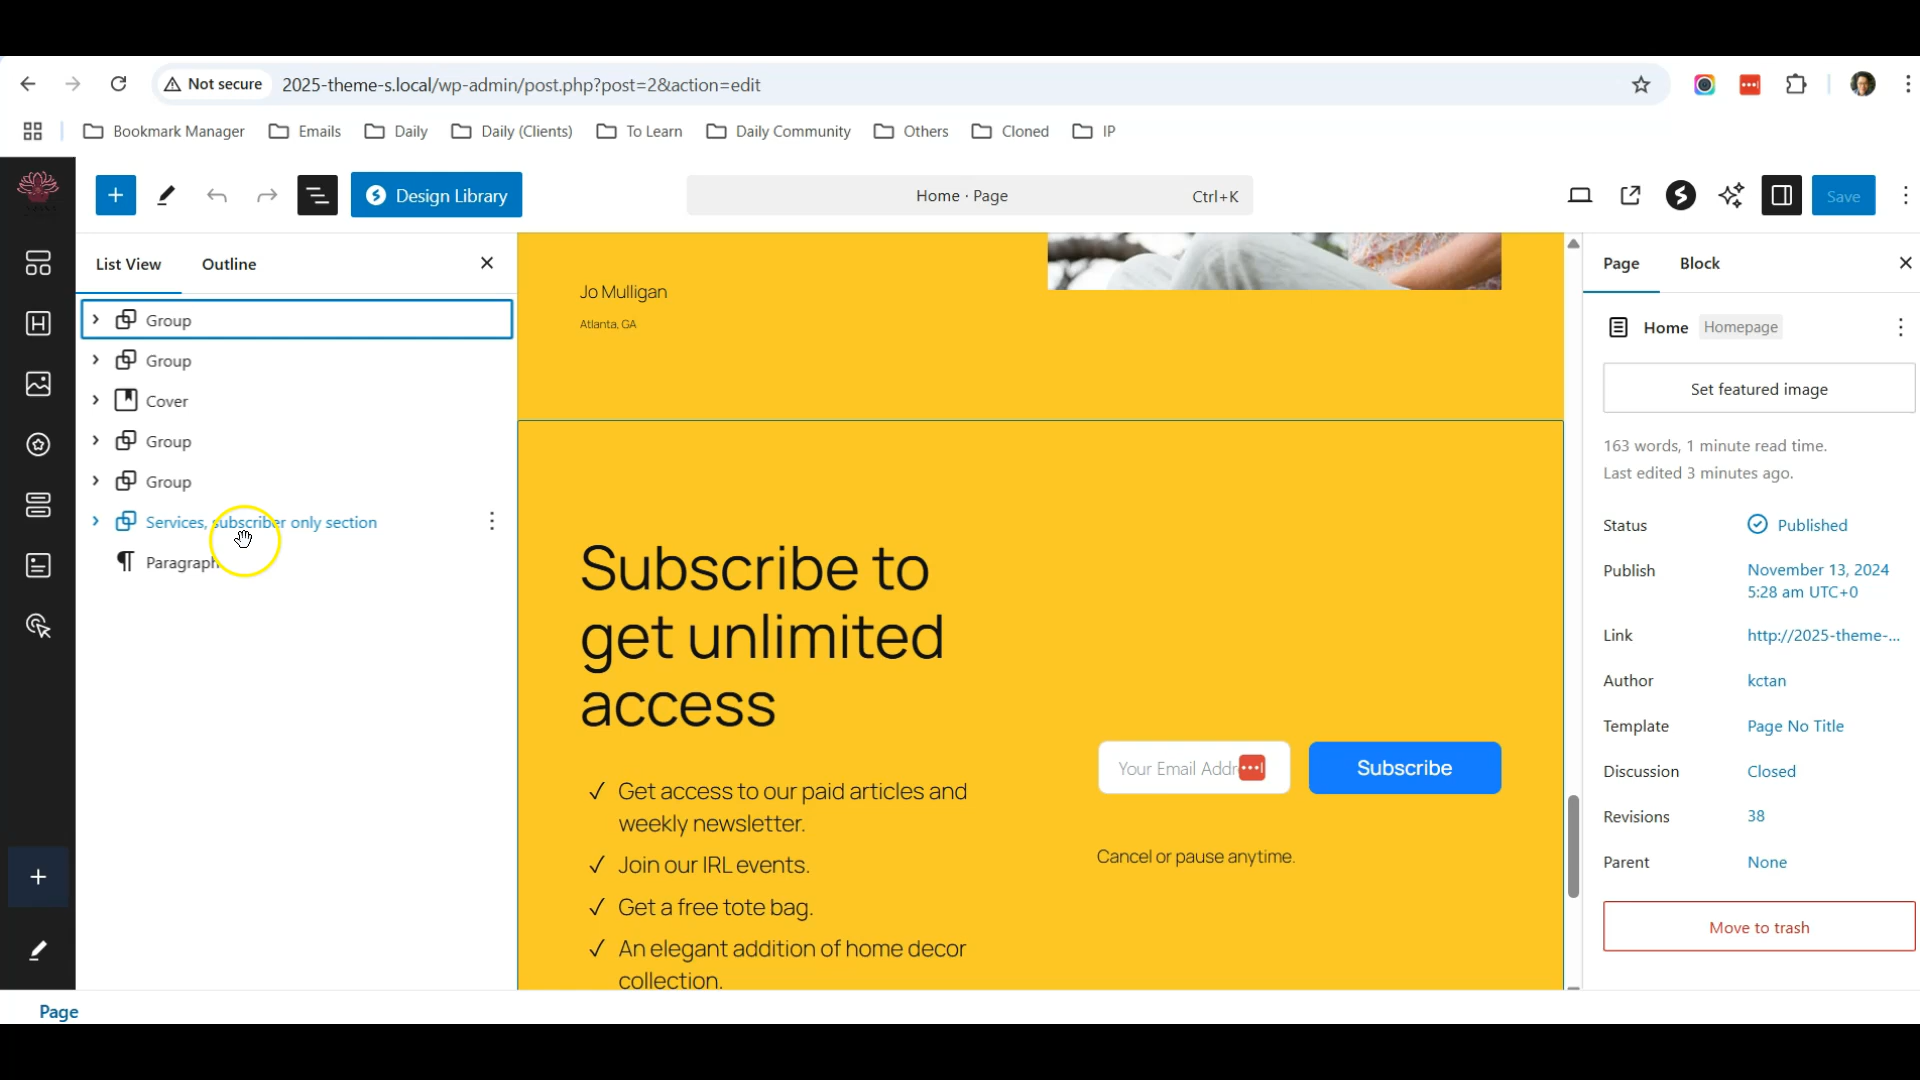 Not secure
2025-theme-s.local/wp-admin/post.php?post=2&action=edit
Bookmark Manager
Emails
Daily
Daily (Clients)
To Learn
Daily Community
Others
Cloned
IP
Design Library
Home · Page
Ctrl+K
Save
List View
Outline
Group
Group
Cover
Group
Group
Services, subscriber only section
Paragraph
Jo Mulligan
Atlanta, GA
Subscribe to
get unlimited
access
✓ Get access to our paid articles and
weekly newsletter.
✓ Join our IRL events.
✓ Get a free tote bag.
✓ An elegant addition of home decor
collection.
Your Email Addr
Subscribe
Cancel or pause anytime.
Page
Block
Home
Homepage
Set featured image
163 words, 1 minute read time.
Last edited 3 minutes ago.
Status
Published
Publish
November 13, 2024
5:28 am UTC+0
Link
http://2025-theme-...
Author
kctan
Template
Page No Title
Discussion
Closed
Revisions
38
Parent
None
Move to trash
Page